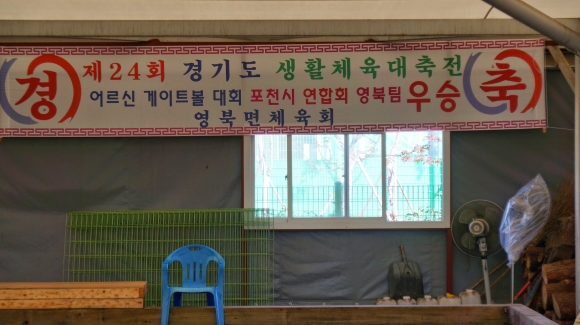 경 축
제24회 경기도 생활체육대축전
어르신 게이트볼 대회 포천시 연합회 영북팀 우승
영북면체육회